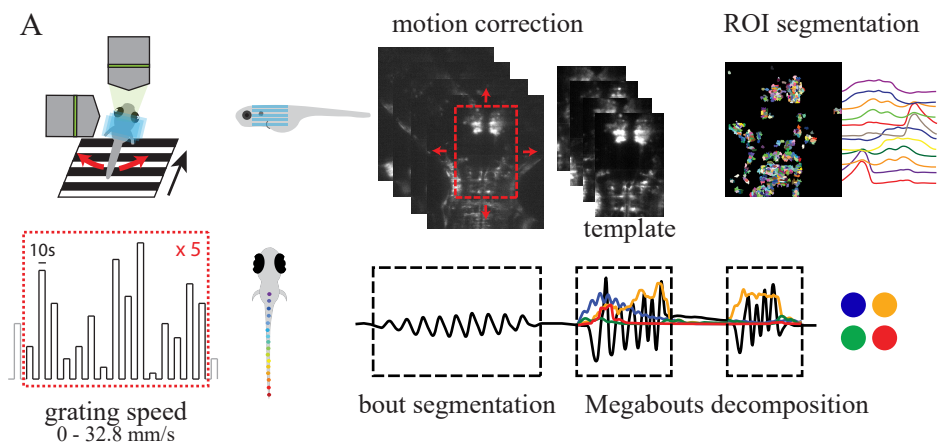 A
motion correction
ROI segmentation
template
10s
x 5
grating speed
0 - 32.8 mm/s
bout segmentation
Megabouts decomposition